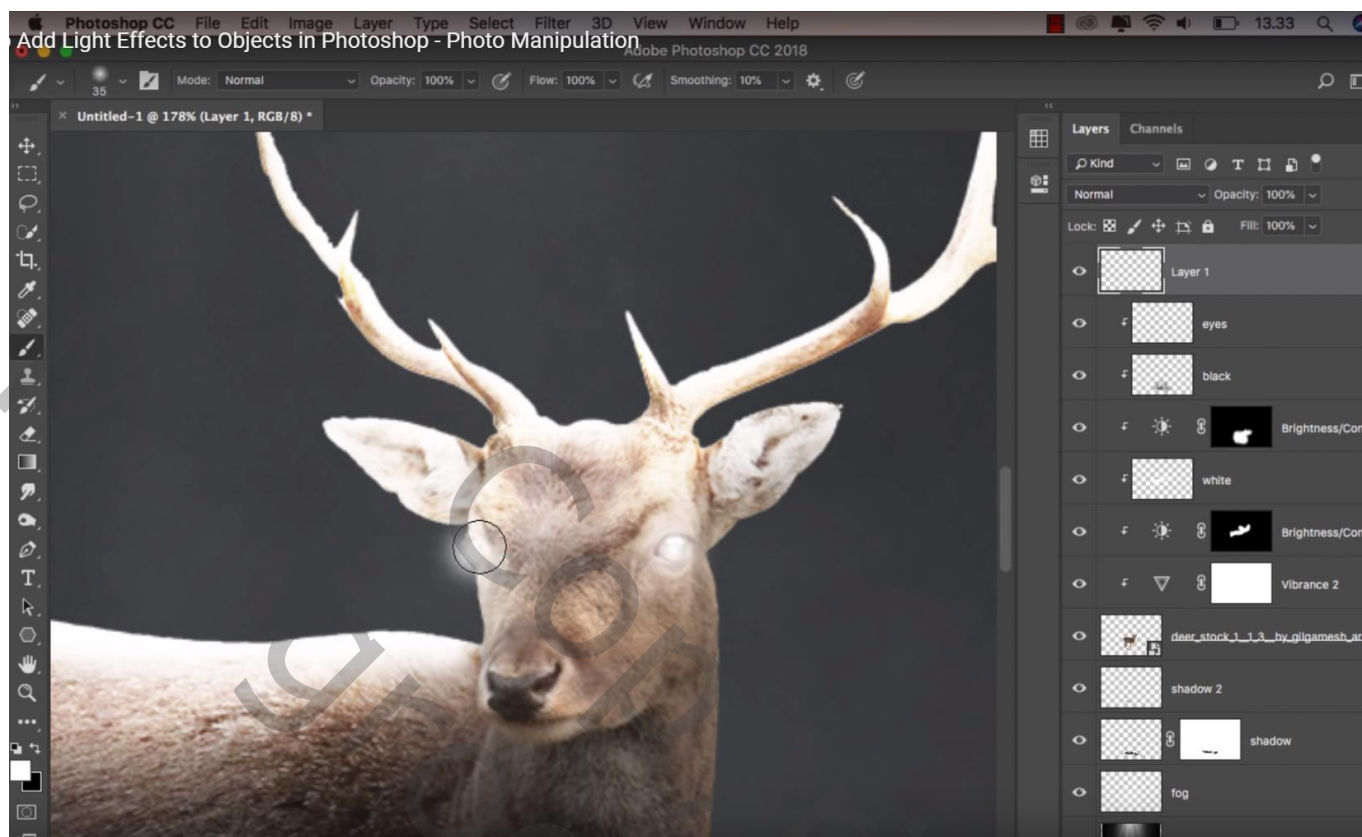 Photoshop CC File Edit Image Layer Type Select Filter 3D View Window Help 13.33
Add Light Effects to Objects in Photoshop - Photo Manipulation
Adobe Photoshop CC 2018
35 Mode: Normal Opacity: 100% Flow: 100% Smoothing: 10%
× Untitled-1 @ 178% (Layer 1, RGB/8) *
Layers Channels
Kind
Normal Opacity: 100%
Lock: Fill: 100%
Layer 1
eyes
black
Brightness/Con
white
Brightness/Con
Vibrance 2
deer_stock_1__1_3__by_gilgamesh_ar
shadow 2
shadow
fog